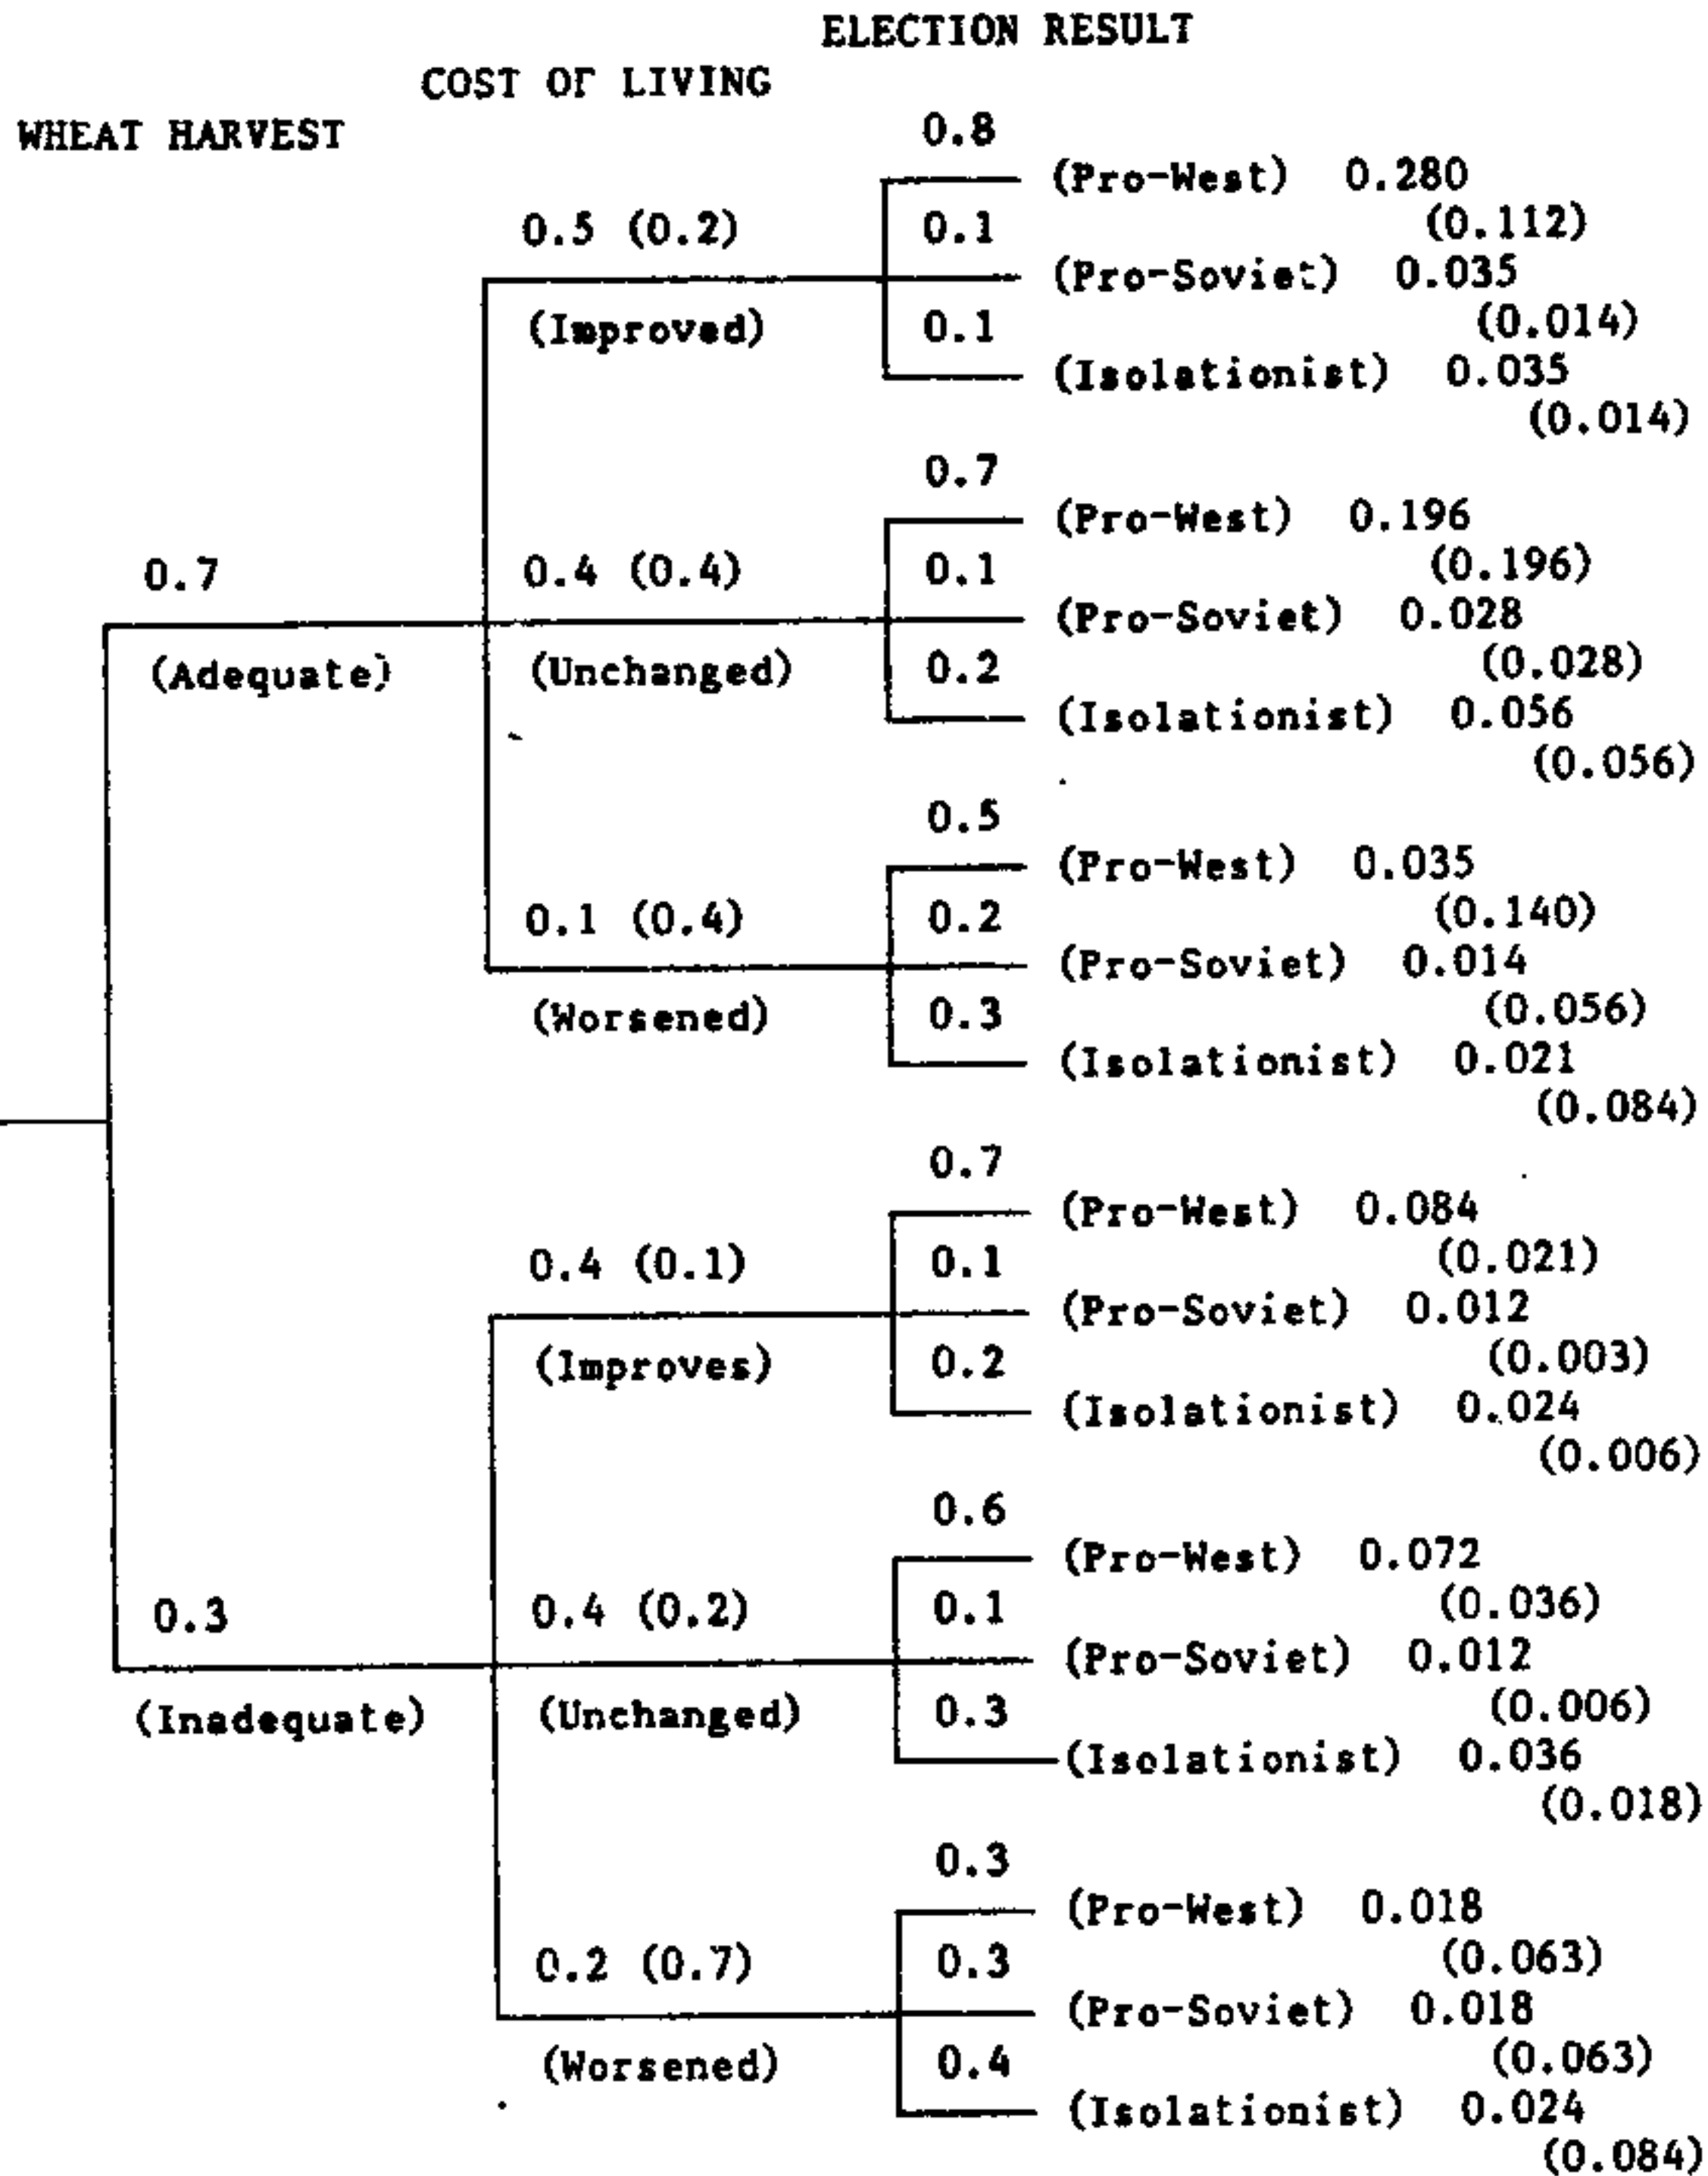 ELECTION RESULT
COST OF LIVING
WHEAT HARVEST
0.8
(Pro-West) 0.280
0.5 (0.2) 0.1 (0.112)
(Pro-Soviet) 0.035
(Improved) 0.1 (0.014)
(Isolationist) 0.035
(0.014)
0.7
(Pro-West) 0.196
0.7 0.4 (0.4) 0.1 (0.196)
(Pro-Soviet) 0.028
(Adequate) (Unchanged) 0.2 (0.028)
(Isolationist) 0.056
(0.056)
0.5
(Pro-West) 0.035
0.1 (0.4) 0.2 (0.140)
(Pro-Soviet) 0.014
(Worsened) 0.3 (0.056)
(Isolationist) 0.021
(0.084)
0.7
(Pro-West) 0.084
0.4 (0.1) 0.1 (0.021)
(Pro-Soviet) 0.012
(Improves) 0.2 (0.003)
(Isolationist) 0.024
(0.006)
0.6
(Pro-West) 0.072
0.3 0.4 (0.2) 0.1 (0.036)
(Pro-Soviet) 0.012
(Inadequate) (Unchanged) 0.3 (0.006)
(Isolationist) 0.036
(0.018)
0.3
(Pro-West) 0.018
0.2 (0.7) 0.3 (0.063)
(Pro-Soviet) 0.018
(Worsened) 0.4 (0.063)
(Isolationist) 0.024
(0.084)